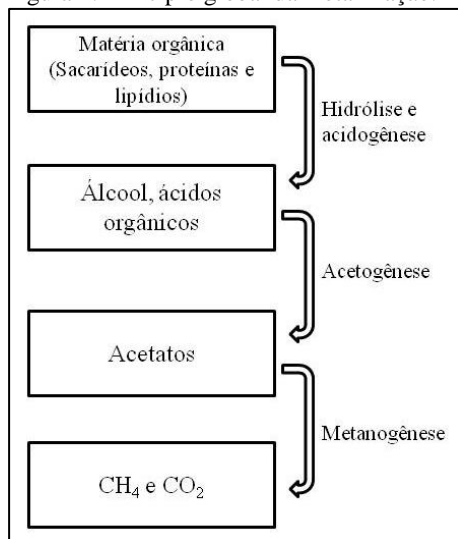 Matéria orgânica
(Sacarídeos, proteínas e
lipídios)
Hidrólise e
acidogênese
Álcool, ácidos
orgânicos
Acetogênese
Acetatos
Metanogênese
CH₄ e CO₂